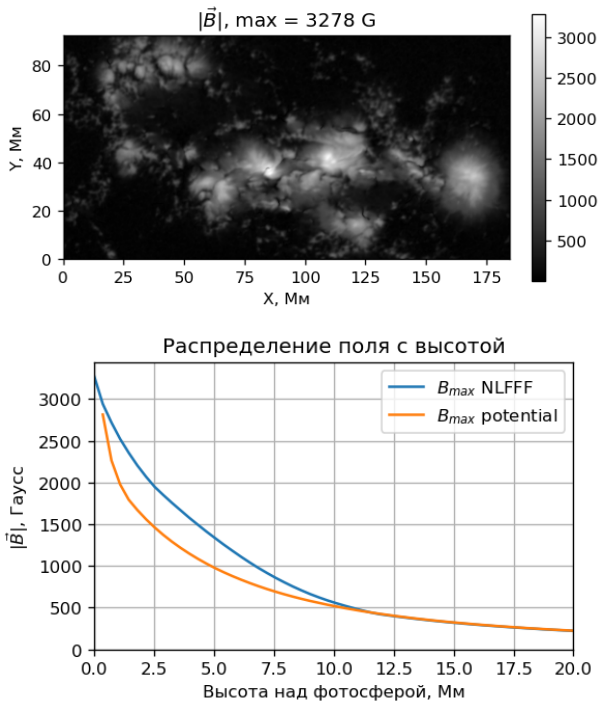 |B⃗|, max = 3278 G
80
60
40
20
0
Y, Мм
0 25 50 75 100 125 150 175
X, Мм
3000
2500
2000
1500
1000
500
Распределение поля с высотой
3000
2500
2000
1500
1000
500
0
|B⃗|, Гаусс
B_max NLFFF
B_max potential
0.0 2.5 5.0 7.5 10.0 12.5 15.0 17.5 20.0
Высота над фотосферой, Мм